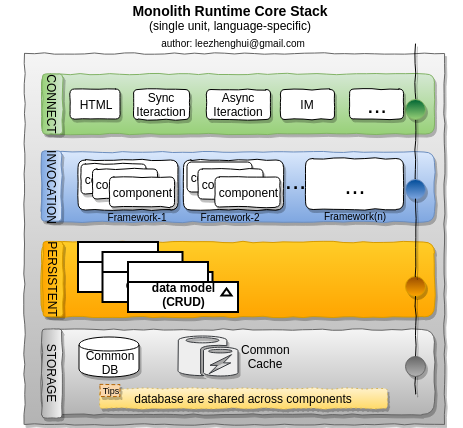 Monolith Runtime Core Stack
(single unit, language-specific)
author: leezhenghui@gmail.com
CONNECT
HTML
Sync
Iteraction
Async
Iteraction
IM
...
INVOCATION
co
co
component
Framework-1
co
co
component
Framework-2
...
...
Framework(n)
PERSISTENT
data model
(CRUD)
STORAGE
Common
DB
Common
Cache
Tips
database are shared across components